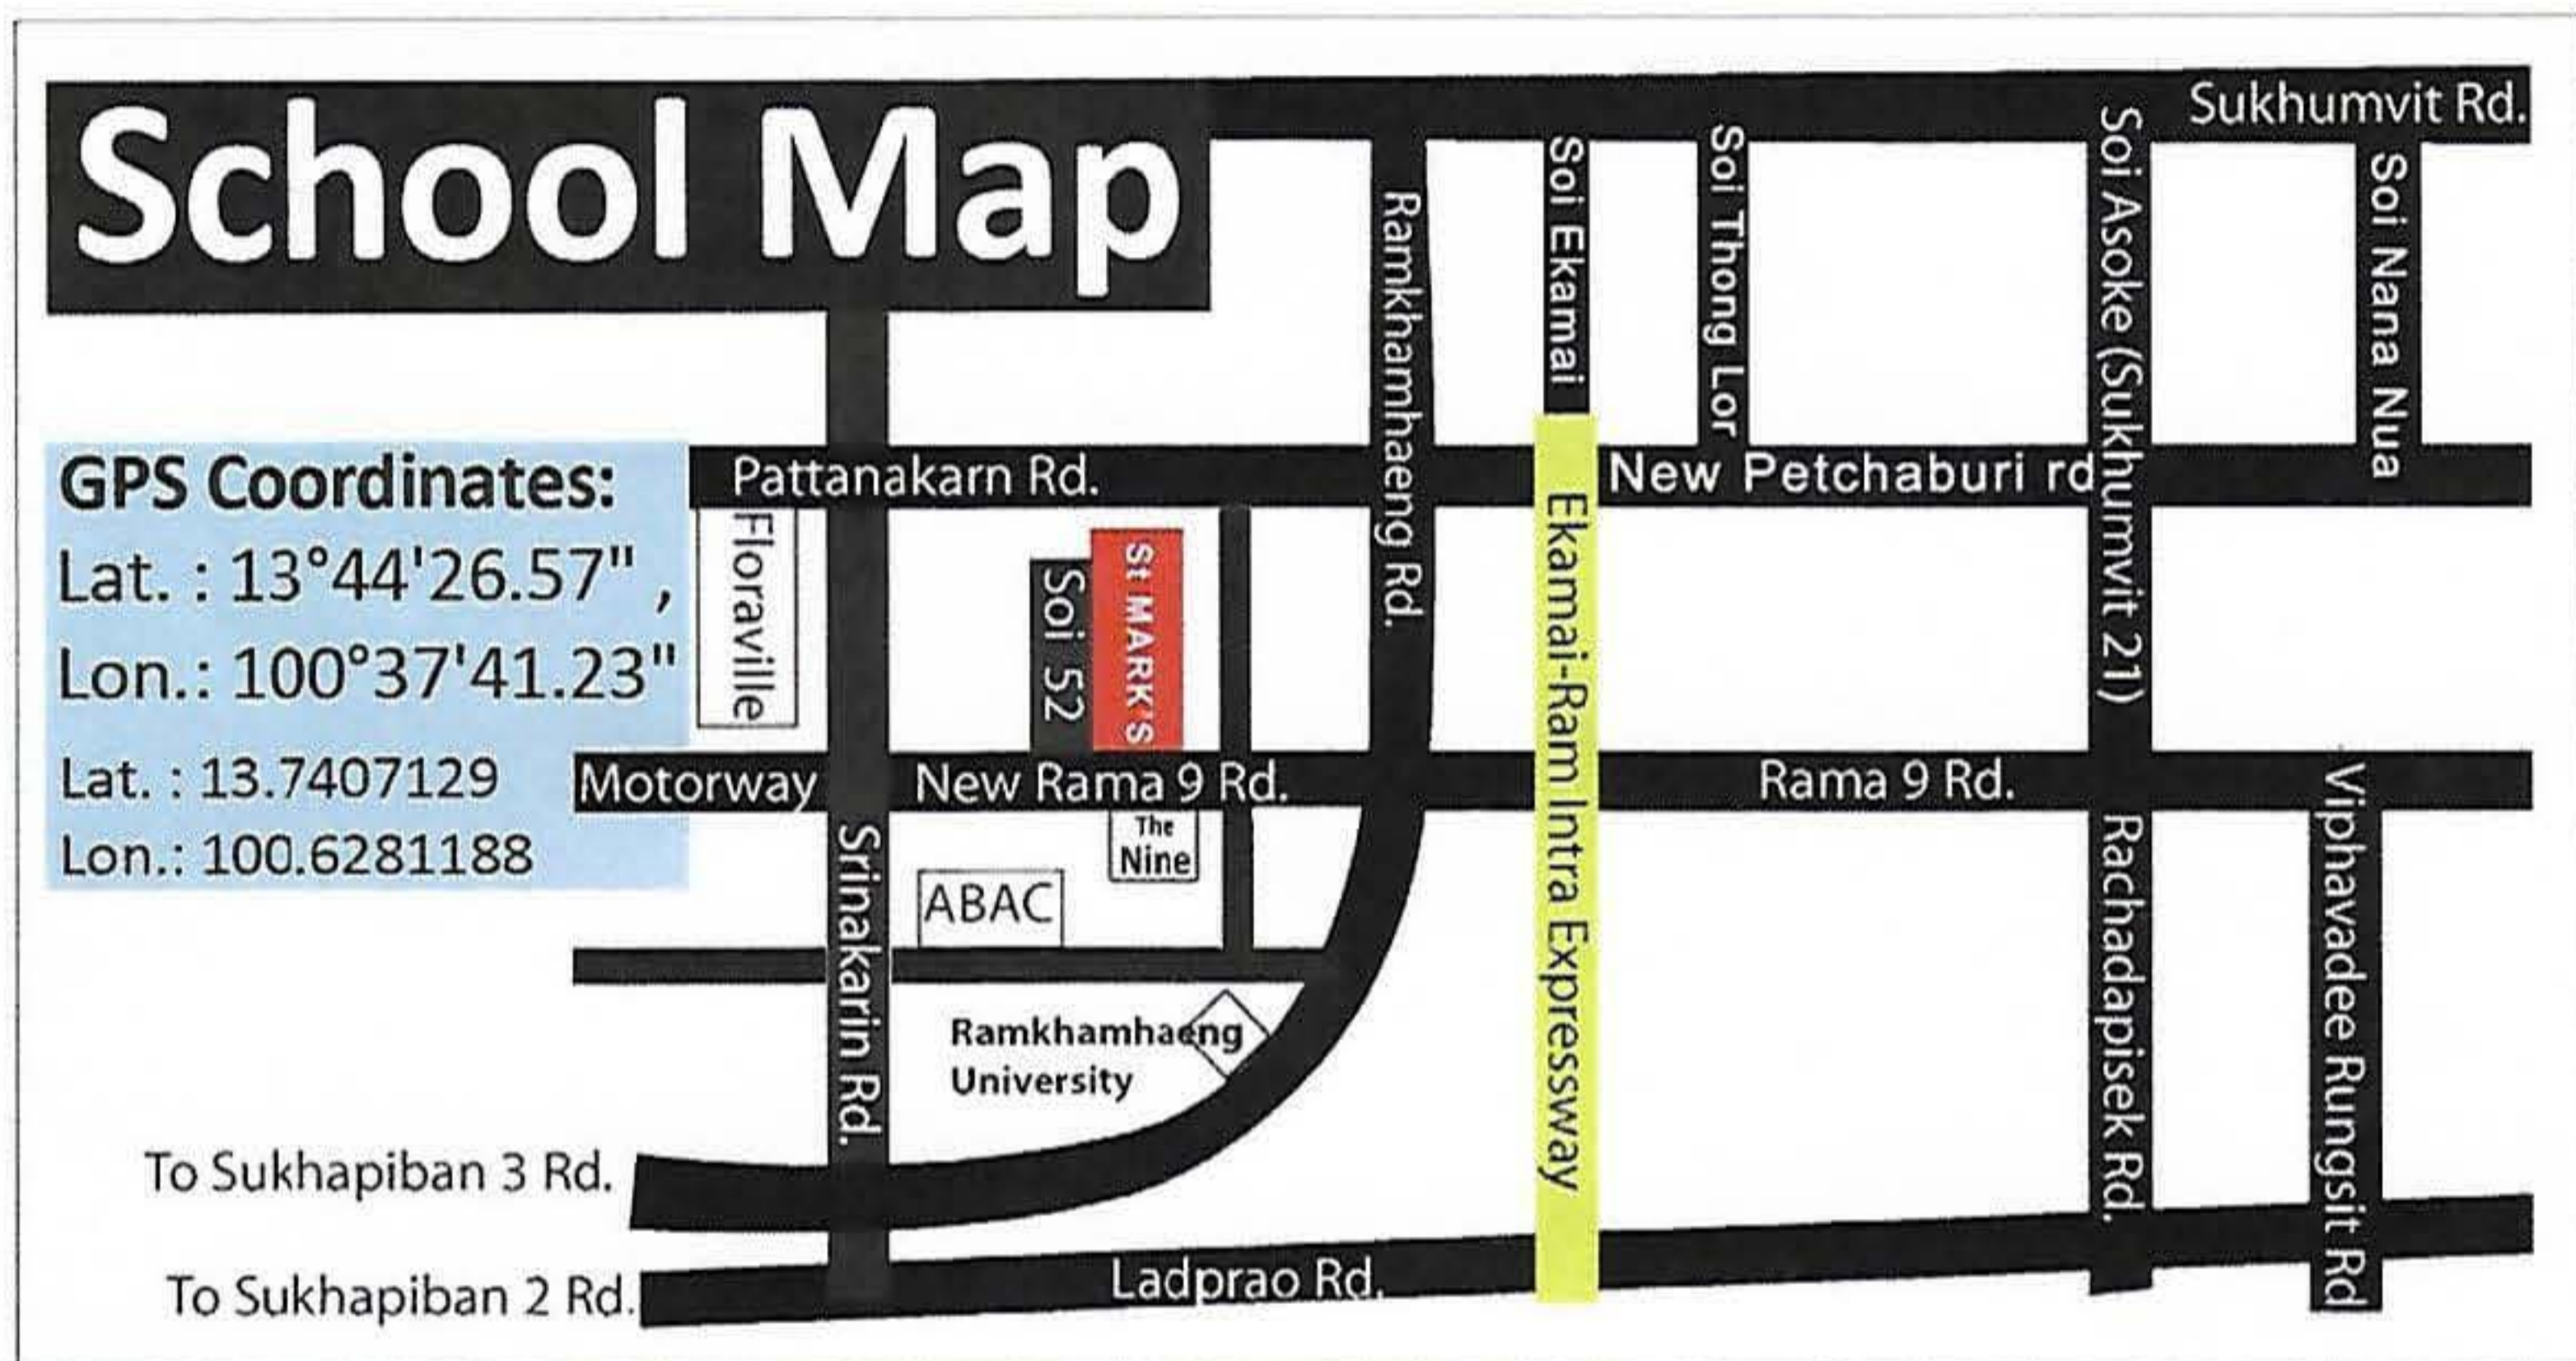 School Map
Sukhumvit Rd.
Ramkhamhaeng Rd.
Soi Ekamai
Soi Thong Lor
Soi Asoke (Sukhumvit 21)
Soi Nana Nua
GPS Coordinates:
Lat. : 13°44'26.57" ,
Lon.: 100°37'41.23"
Lat. : 13.7407129
Lon.: 100.6281188
Pattanakarn Rd.
New Petchaburi rd
Floraville
Soi 52
St MARK'S
Ekamai-Ram Intra Expressway
Motorway
New Rama 9 Rd.
Rama 9 Rd.
Srinakarin Rd.
The
Nine
ABAC
Rachadapisek Rd.
Viphavadee Rungsit Rd
Ramkhamhaeng
University
To Sukhapiban 3 Rd.
To Sukhapiban 2 Rd.
Ladprao Rd.